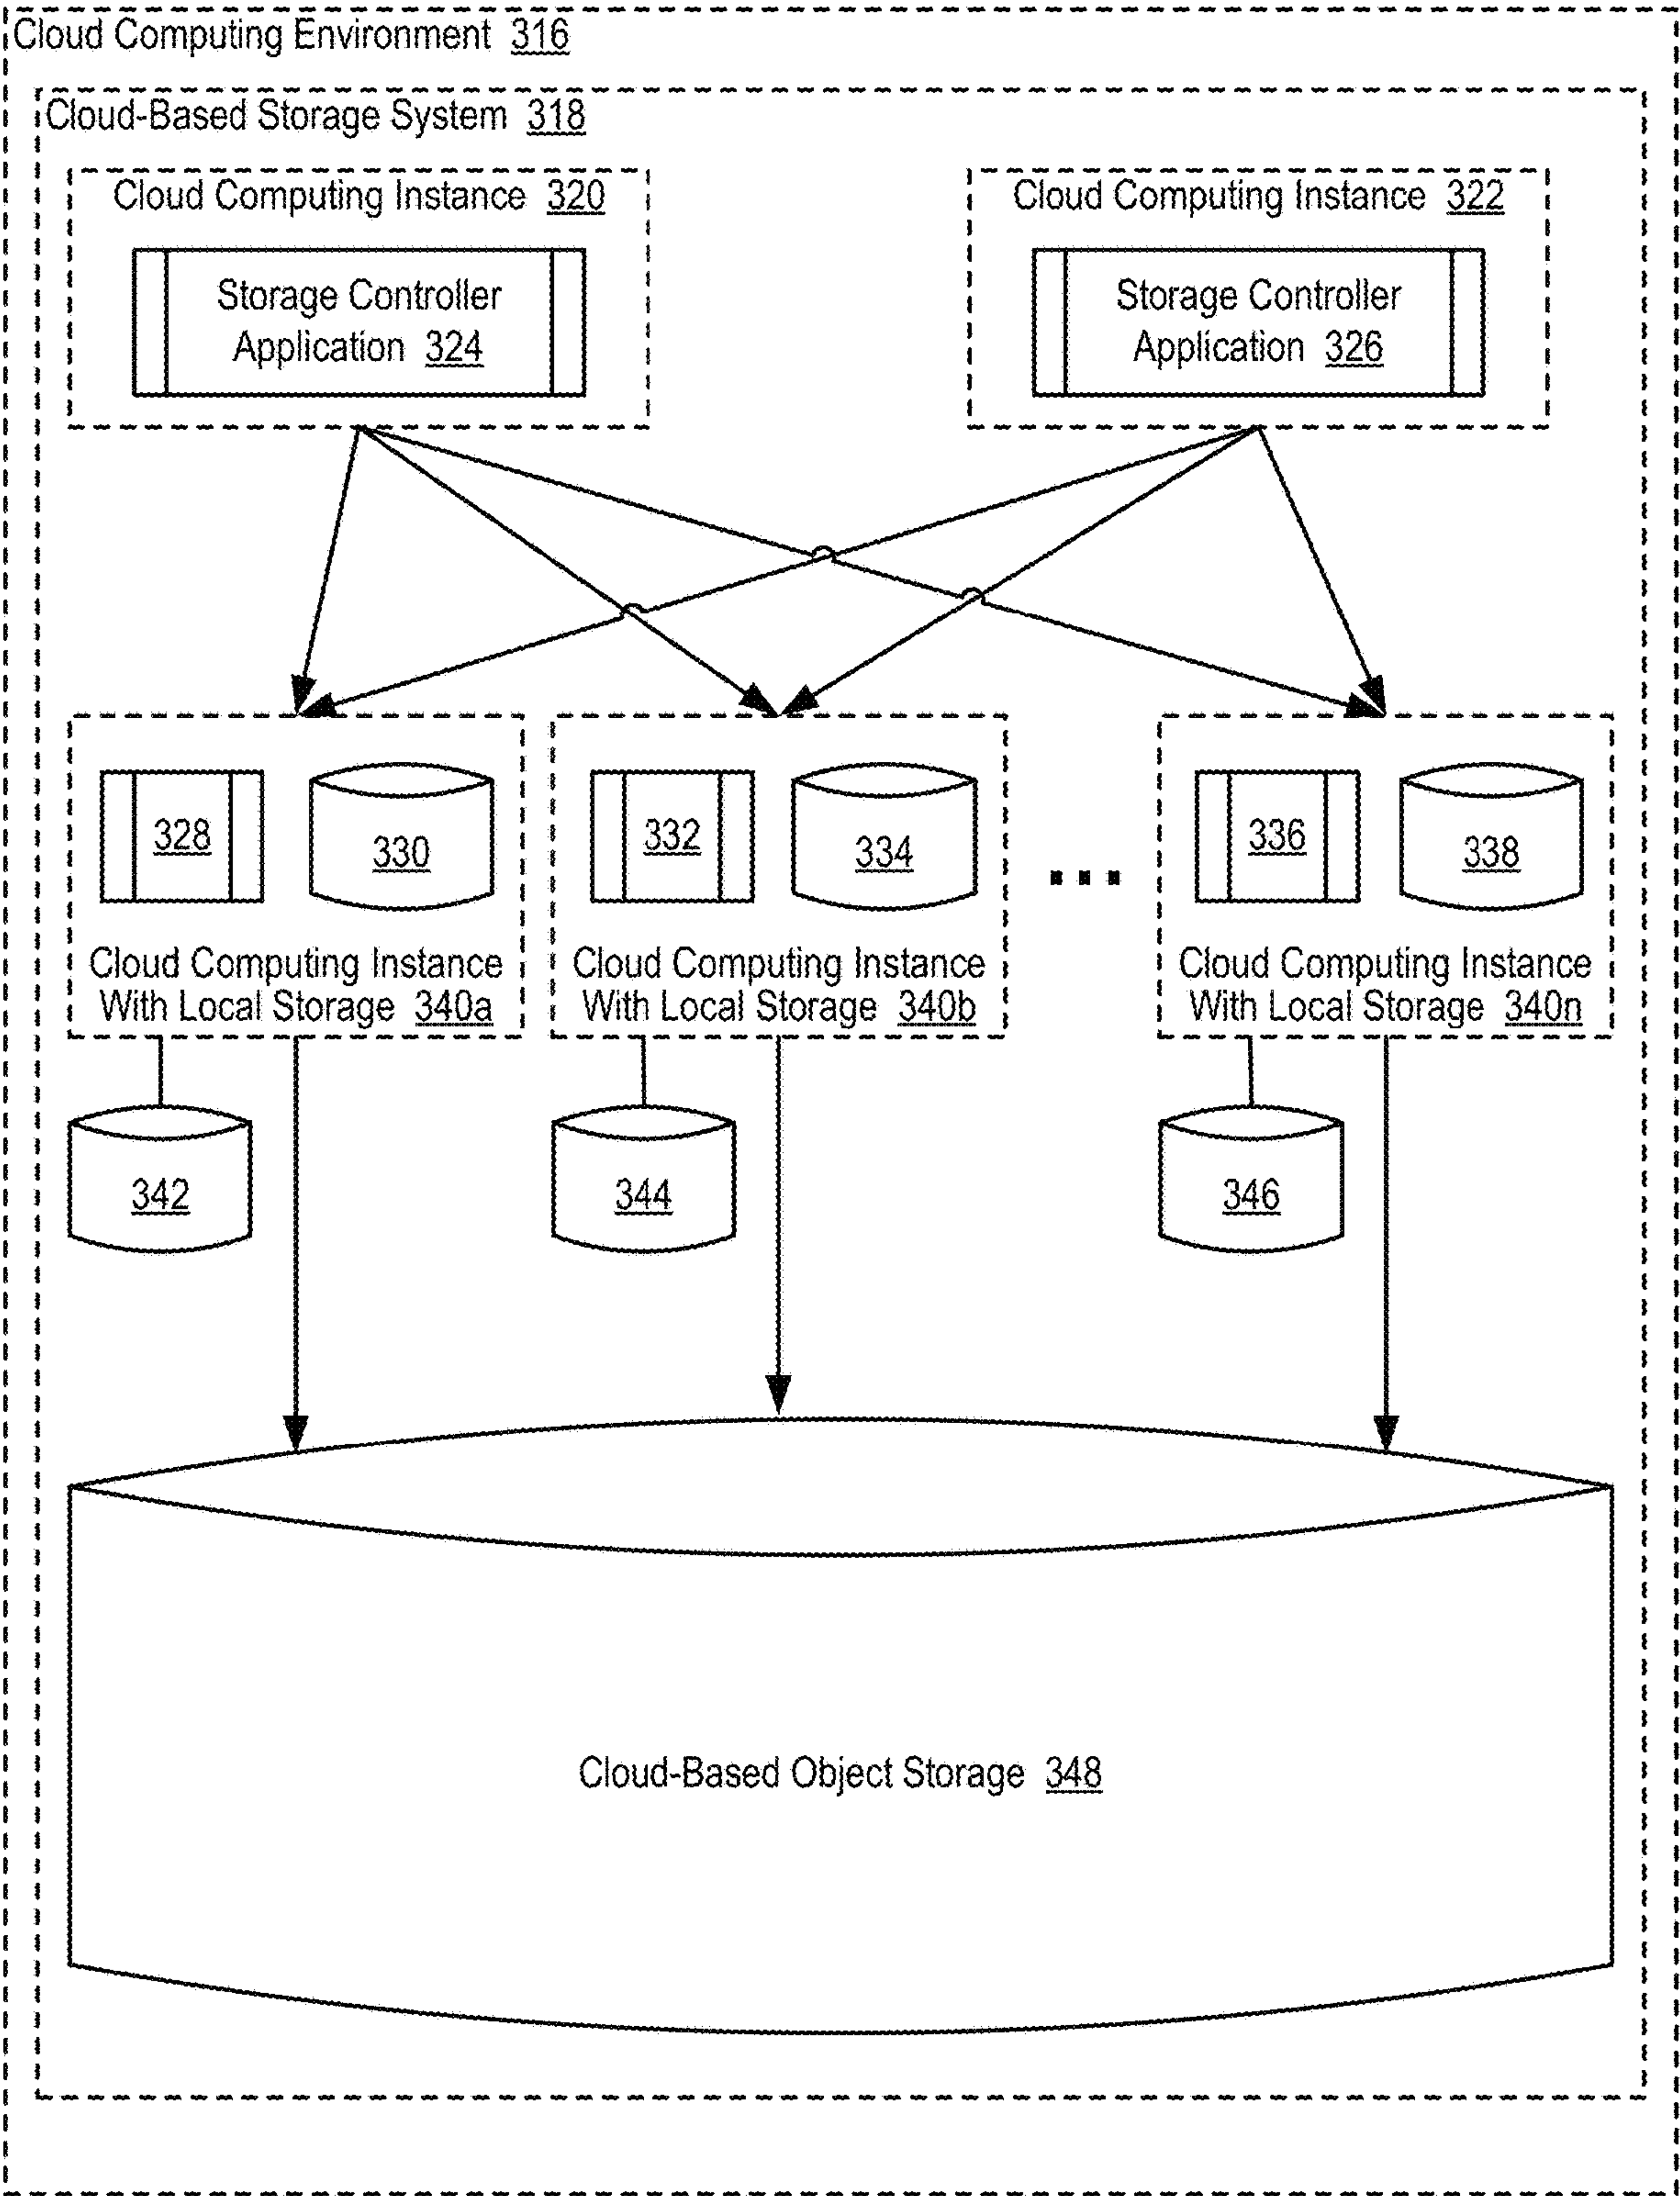 Cloud Computing Environment 316
Cloud-Based Storage System 318
Cloud Computing Instance 320
Storage Controller
Application 324
Cloud Computing Instance 322
Storage Controller
Application 326
328
330
Cloud Computing Instance
With Local Storage 340a
332
334
Cloud Computing Instance
With Local Storage 340b
...
336
338
Cloud Computing Instance
With Local Storage 340n
342
344
346
Cloud-Based Object Storage 348